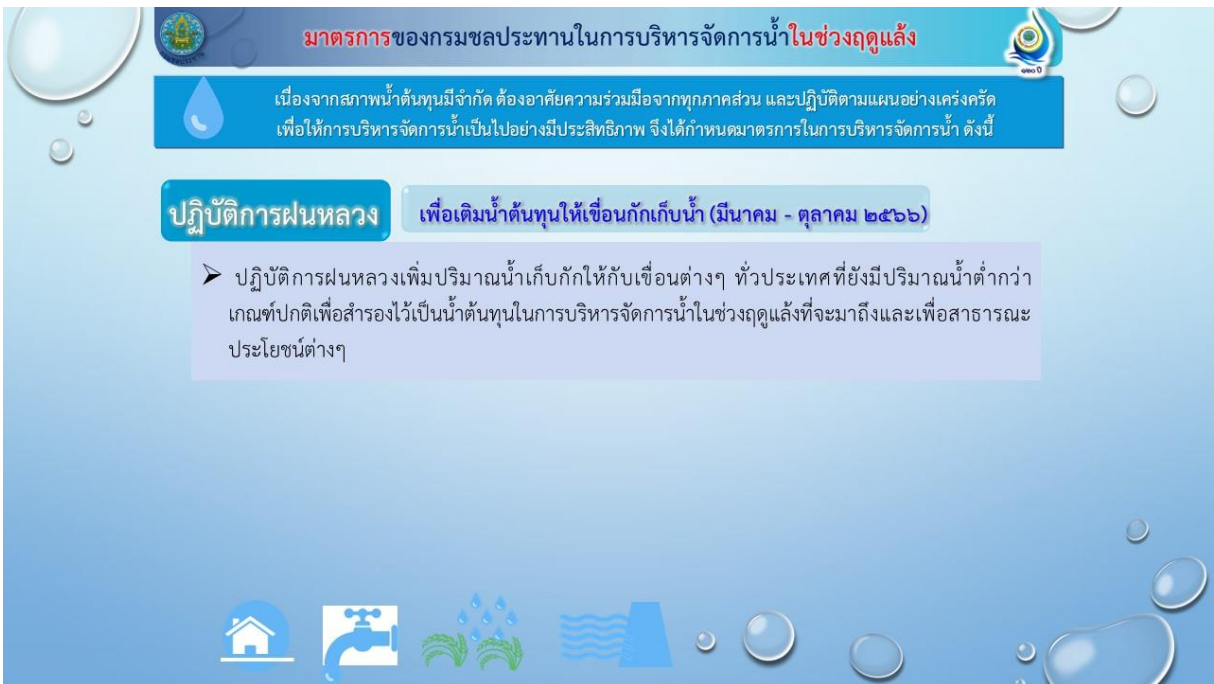 มาตรการของกรมชลประทานในการบริหารจัดการน้ำในช่วงฤดูแล้ง
๑๒๐ ปี
เนื่องจากสภาพน้ำต้นทุนมีจำกัด ต้องอาศัยความร่วมมือจากทุกภาคส่วน และปฏิบัติตามแผนอย่างเคร่งครัด
เพื่อให้การบริหารจัดการน้ำเป็นไปอย่างมีประสิทธิภาพ จึงได้กำหนดมาตรการในการบริหารจัดการน้ำ ดังนี้
ปฏิบัติการฝนหลวง
เพื่อเติมน้ำต้นทุนให้เขื่อนกักเก็บน้ำ (มีนาคม - ตุลาคม ๒๕๖๖)
➢ ปฏิบัติการฝนหลวงเพิ่มปริมาณน้ำเก็บกักให้กับเขื่อนต่างๆ ทั่วประเทศที่ยังมีปริมาณน้ำต่ำกว่า
เกณฑ์ปกติเพื่อสำรองไว้เป็นน้ำต้นทุนในการบริหารจัดการน้ำในช่วงฤดูแล้งที่จะมาถึงและเพื่อสาธารณะ
ประโยชน์ต่างๆ